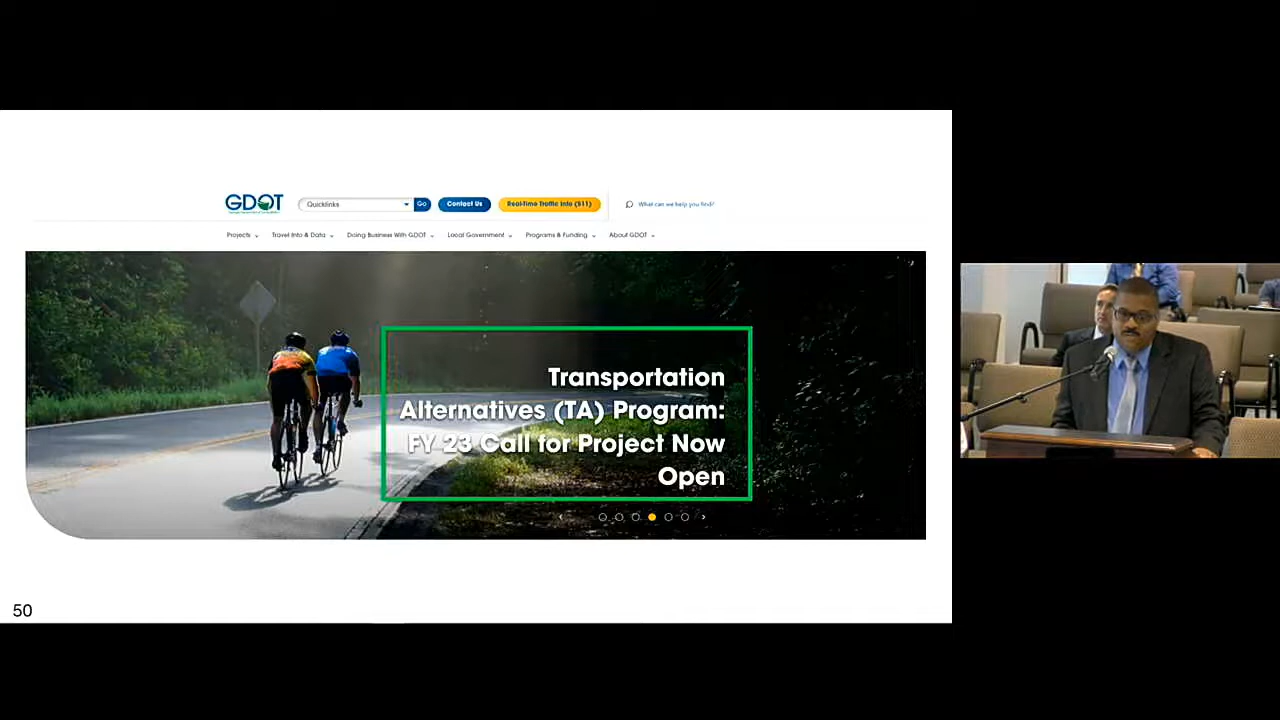 GDOT
Quicklinks
Go
Contact Us
Real-Time Traffic Info (511)
What can we help you find?
Projects
Travel Info & Data
Doing Business With GDOT
Local Government
Programs & Funding
About GDOT
Transportation
Alternatives (TA) Program:
FY 23 Call for Project Now
Open
50